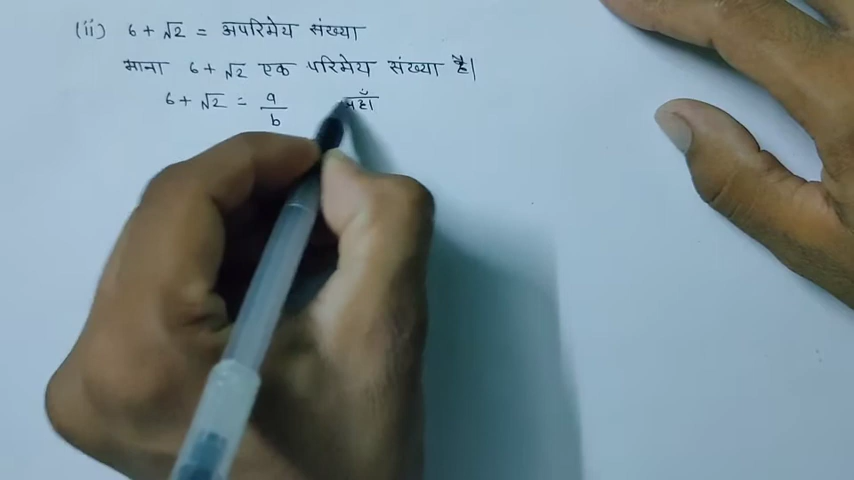 (ii) 6 + √2 = अपरिमेय संख्या
माना 6 + √2 एक परिमेय संख्या है।
6 + √2 = a/b जहाँ